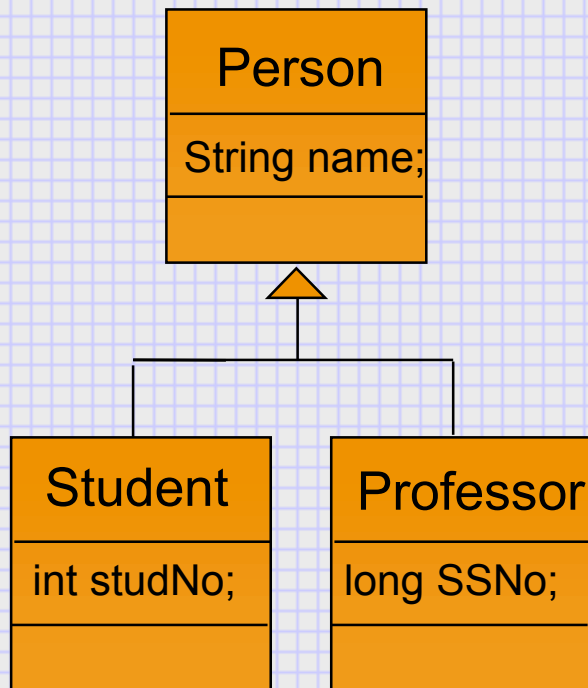 Person
String name;
Student
int studNo;
Professor
long SSNo;